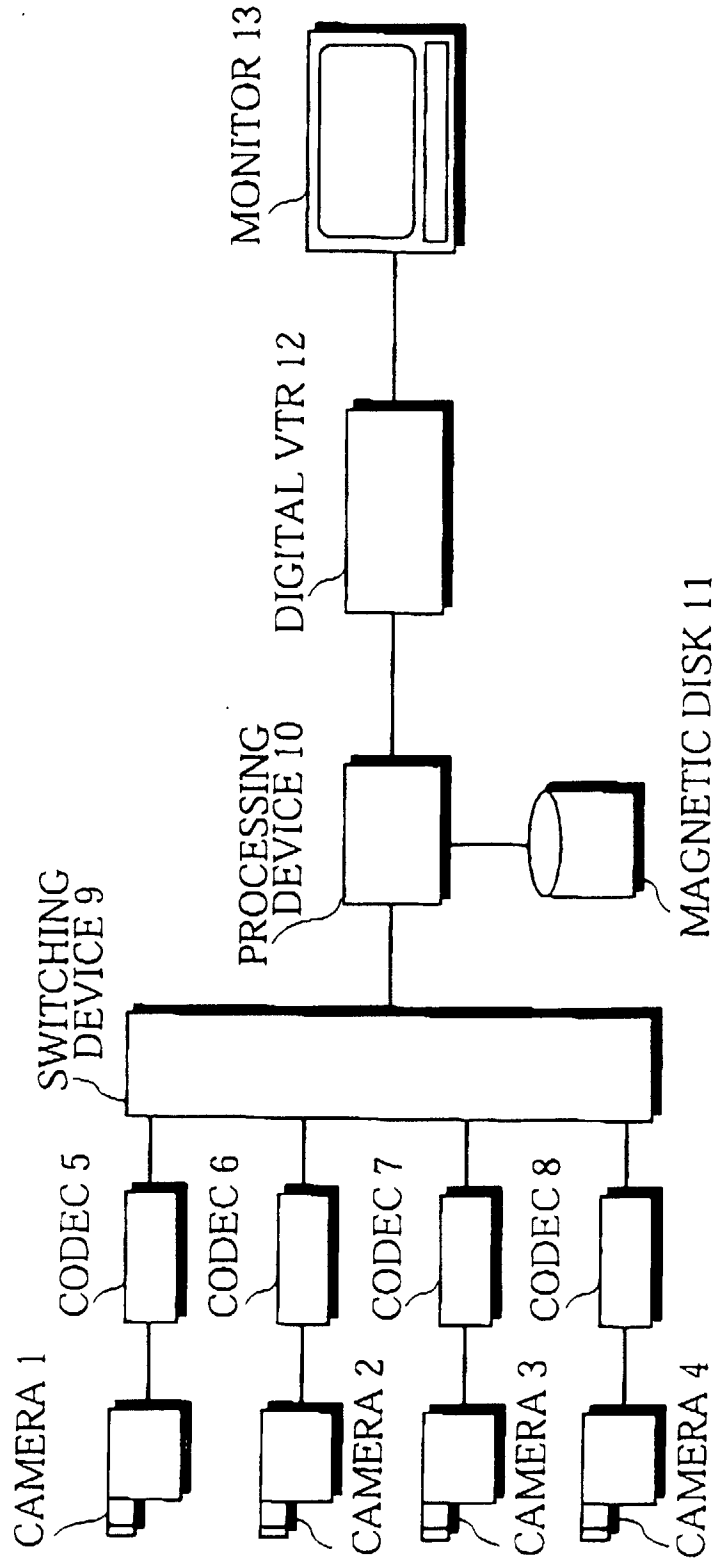 CAMERA 1
CODEC 5
SWITCHING
DEVICE 9
CAMERA 2
CODEC 6
CAMERA 3
CODEC 7
CAMERA 4
CODEC 8
PROCESSING
DEVICE 10
MAGNETIC DISK 11
DIGITAL VTR 12
MONITOR 13